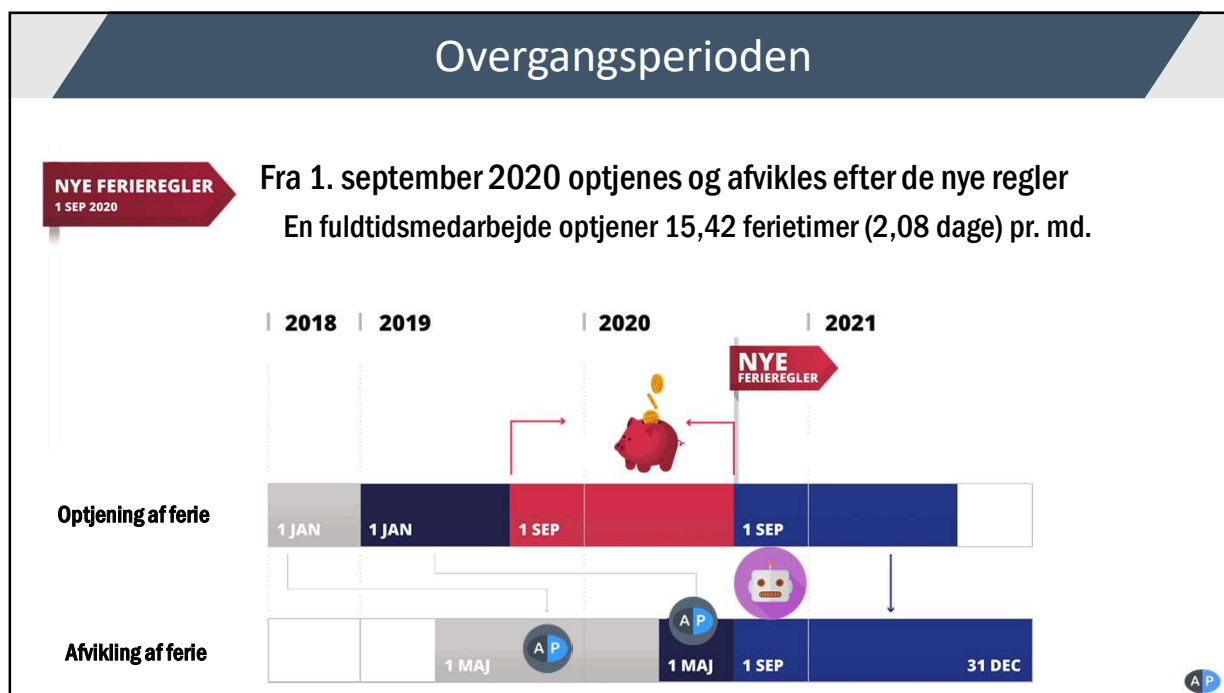 Overgangsperioden
NYE FERIEREGLER
1 SEP 2020
Fra 1. september 2020 optjenes og afvikles efter de nye regler
En fuldtidsmedarbejde optjener 15,42 ferietimer (2,08 dage) pr. md.
2018 2019 2020 2021
NYE
FERIEREGLER
Optjening af ferie
1 JAN 1 JAN 1 SEP 1 SEP
Afvikling af ferie
1 MAJ AP AP 1 MAJ 1 SEP 31 DEC
AP